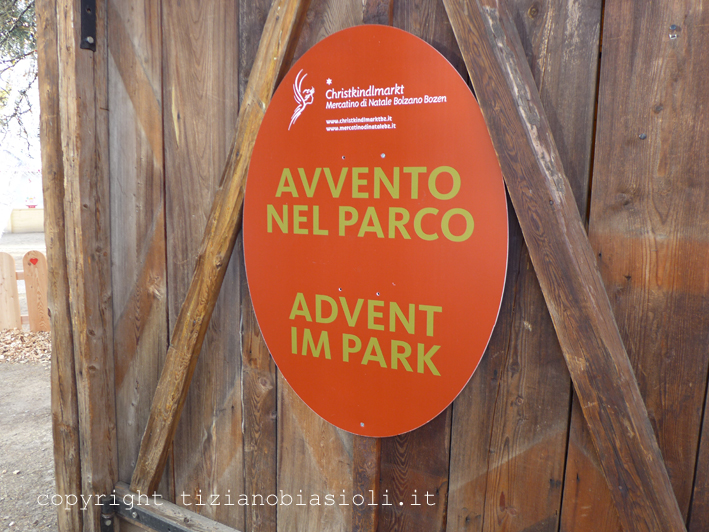 Christkindlmarkt
Mercatino di Natale Bolzano Bozen
www.christkindlmarktbz.it
www.mercatinodinatalebz.it
AVVENTO
NEL PARCO
ADVENT
IM PARK
copyright tizianobiasioli.it